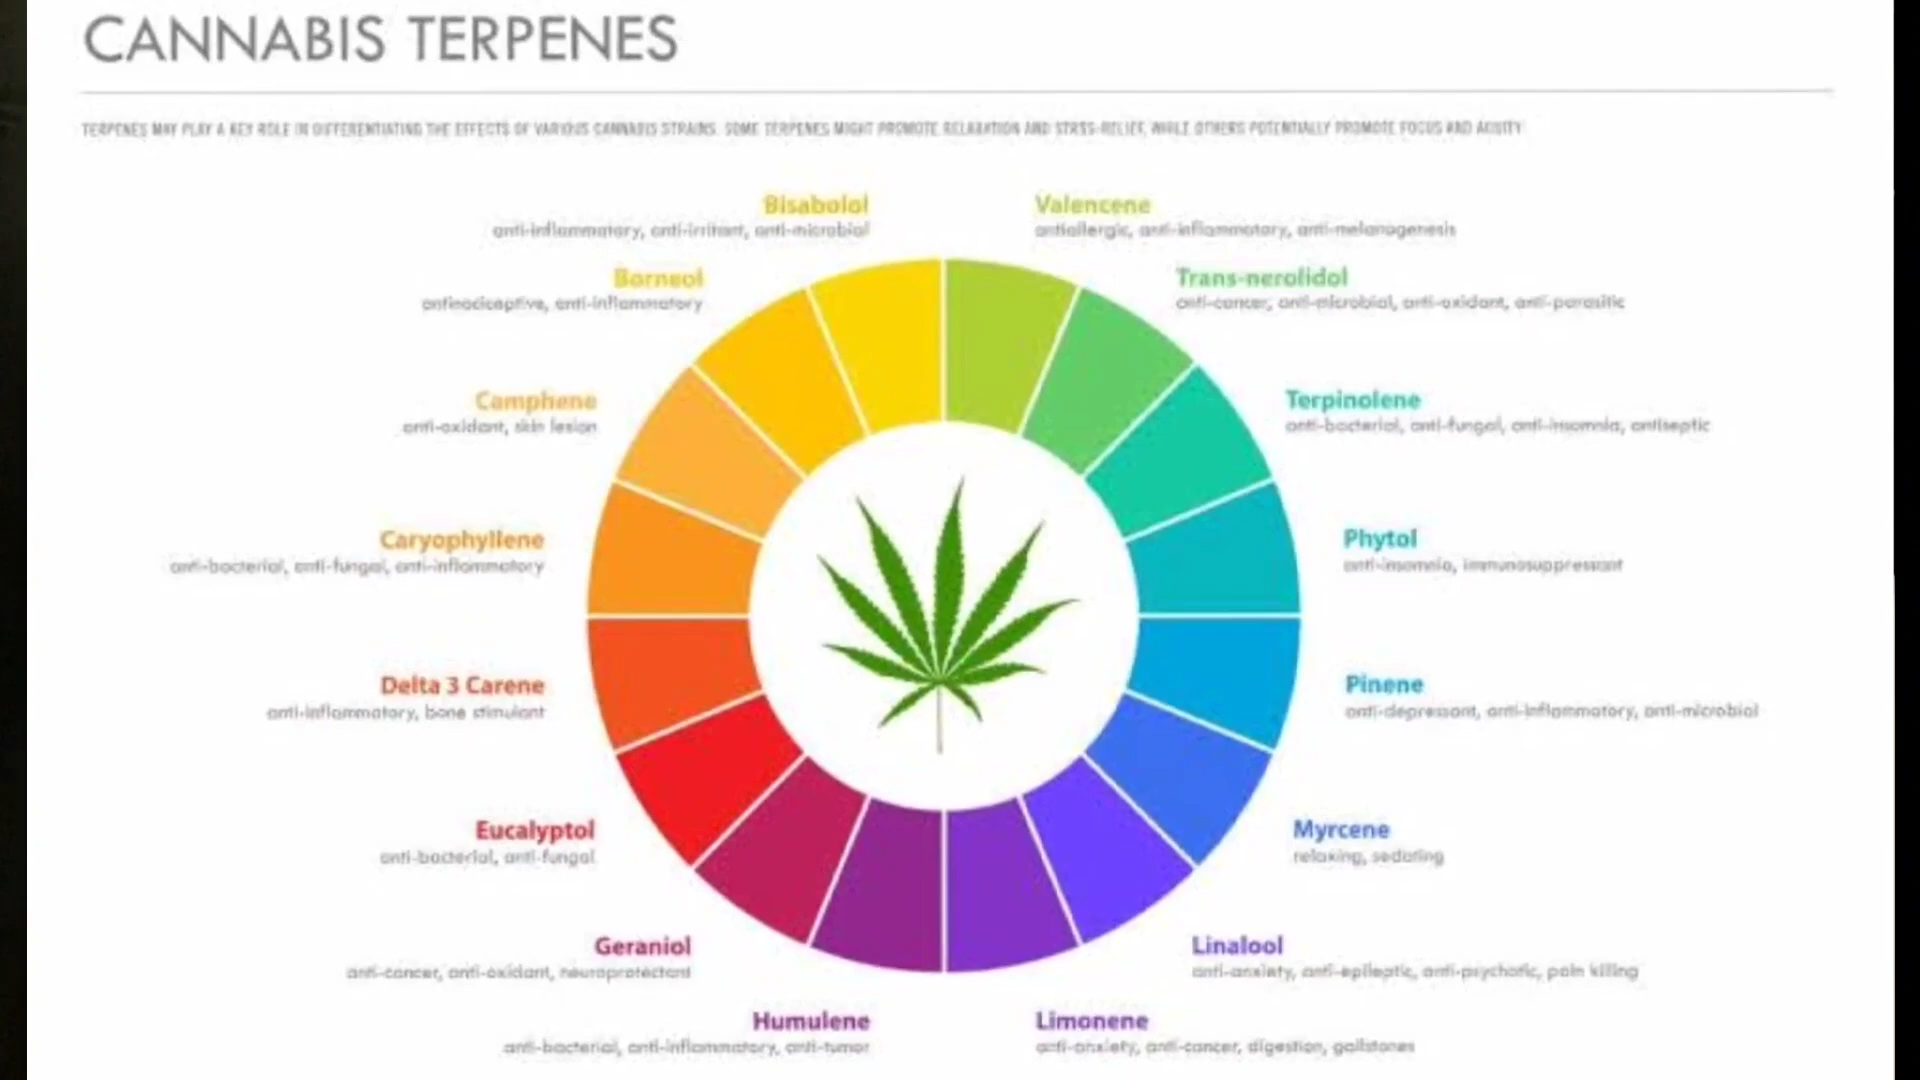 CANNABIS TERPENES
TERPENES MAY PLAY A KEY ROLE IN DIFFERENTIATING THE EFFECTS OF VARIOUS CANNABIS STRAINS. SOME TERPENES MIGHT PROMOTE RELAXATION AND STRSS-RELIEF, WHILE OTHERS POTENTIALLY PROMOTE FOCUS AND ACUITY
Bisabolol
anti-inflammatory, anti-irritant, anti-microbial
Valencene
antiallergic, anti-inflammatory, anti-melanogenesis
Borneol
antinociceptive, anti-inflammatory
Trans-nerolidol
anti-cancer, anti-microbial, anti-oxidant, anti-parasitic
Camphene
anti-oxidant, skin lesion
Terpinolene
anti-bacterial, anti-fungal, anti-insomnia, antiseptic
Caryophyllene
anti-bacterial, anti-fungal, anti-inflammatory
Phytol
anti-insomnia, immunosuppressant
Delta 3 Carene
anti-inflammatory, bone stimulant
Pinene
anti-depressant, anti-inflammatory, anti-microbial
Eucalyptol
anti-bacterial, anti-fungal
Myrcene
relaxing, sedating
Geraniol
anti-cancer, anti-oxidant, neuroprotectant
Linalool
anti-anxiety, anti-epileptic, anti-psychotic, pain killing
Humulene
anti-bacterial, anti-inflammatory, anti-tumor
Limonene
anti-anxiety, anti-cancer, digestion, gallstones